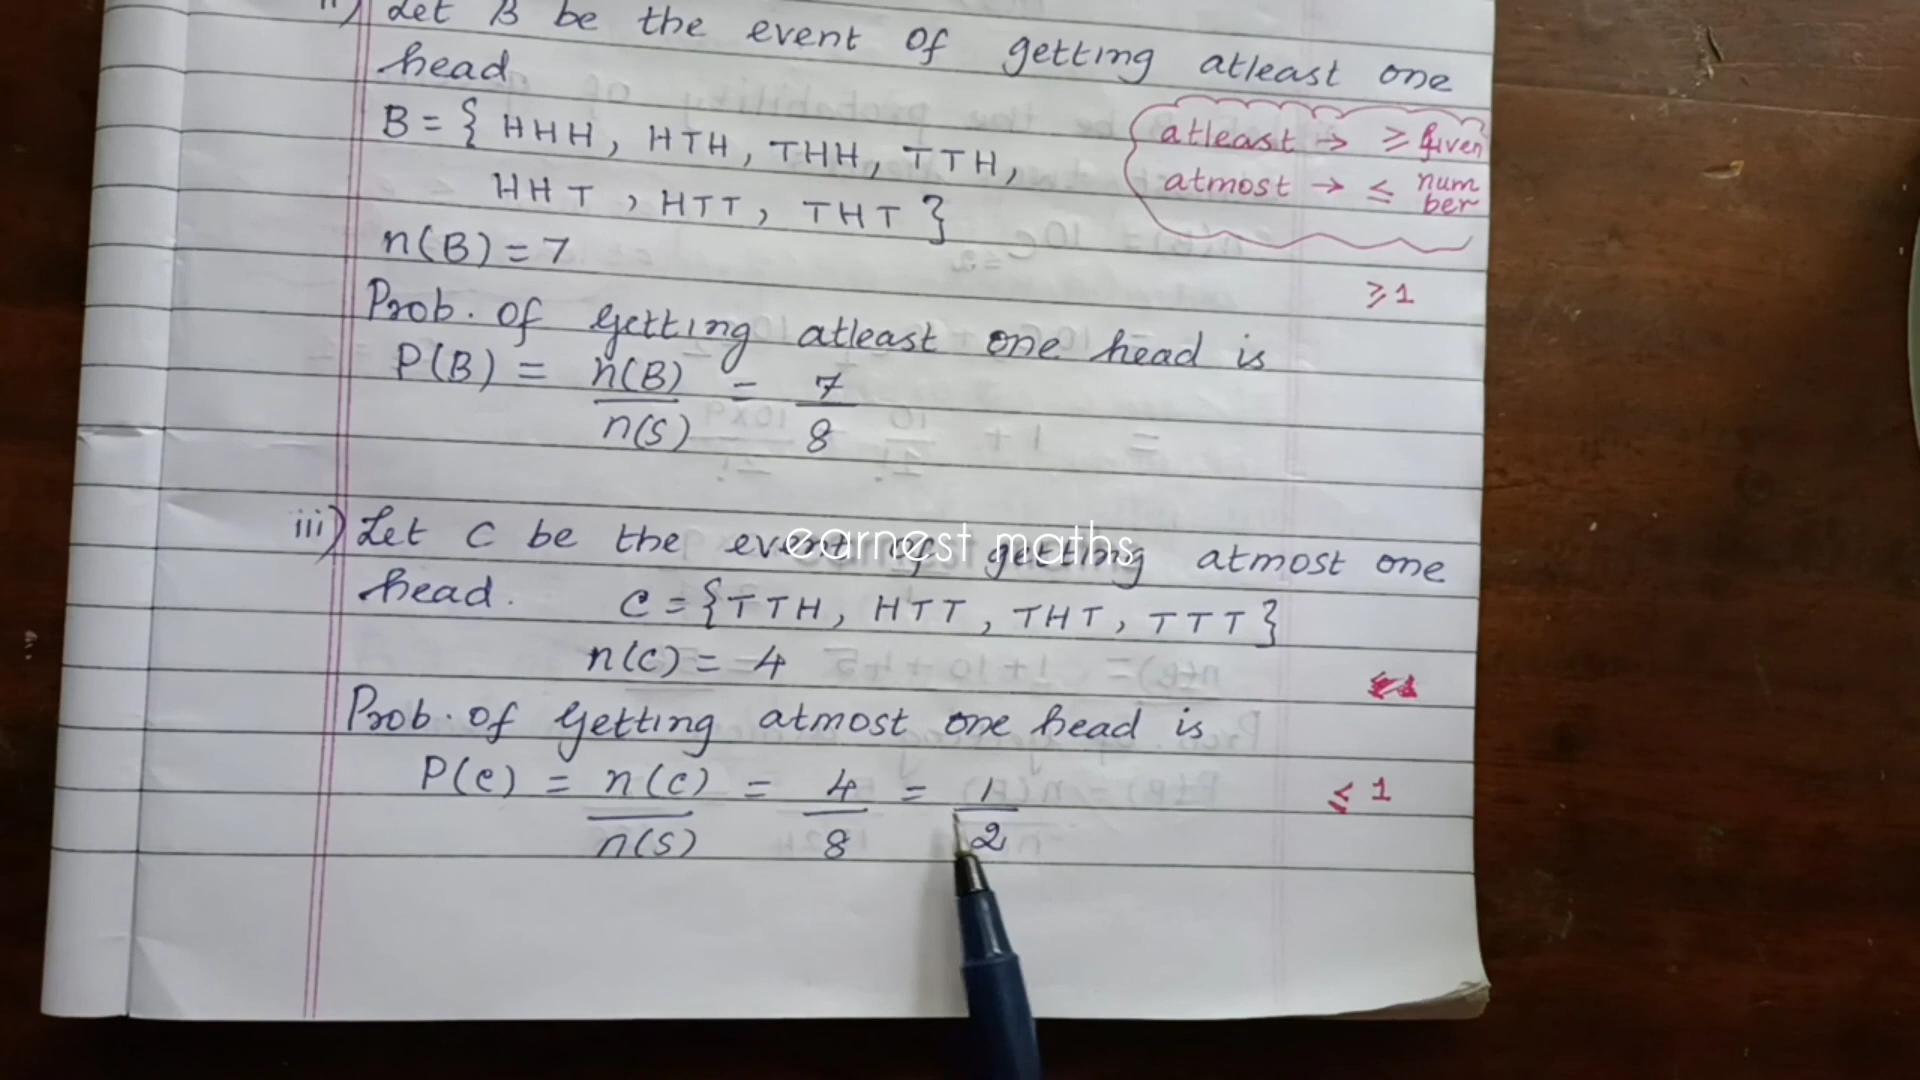 ii) Let B be the event of getting atleast one
head
B = { HHH, HTH, THH, TTH,
HHT, HTT, THT }
atleast → ≥ given
atmost → ≤ num
ber
n(B) = 7
≥ 1
Prob. of getting atleast one head is
P(B) = n(B) = 7
n(S) 8
iii) Let C be the event of getting atmost one
earnest maths
head. C = { TTH, HTT, THT, TTT }
n(C) = 4
Prob. of getting atmost one head is
P(C) = n(C) = 4 = 1
n(S) 8 2
≤ 1